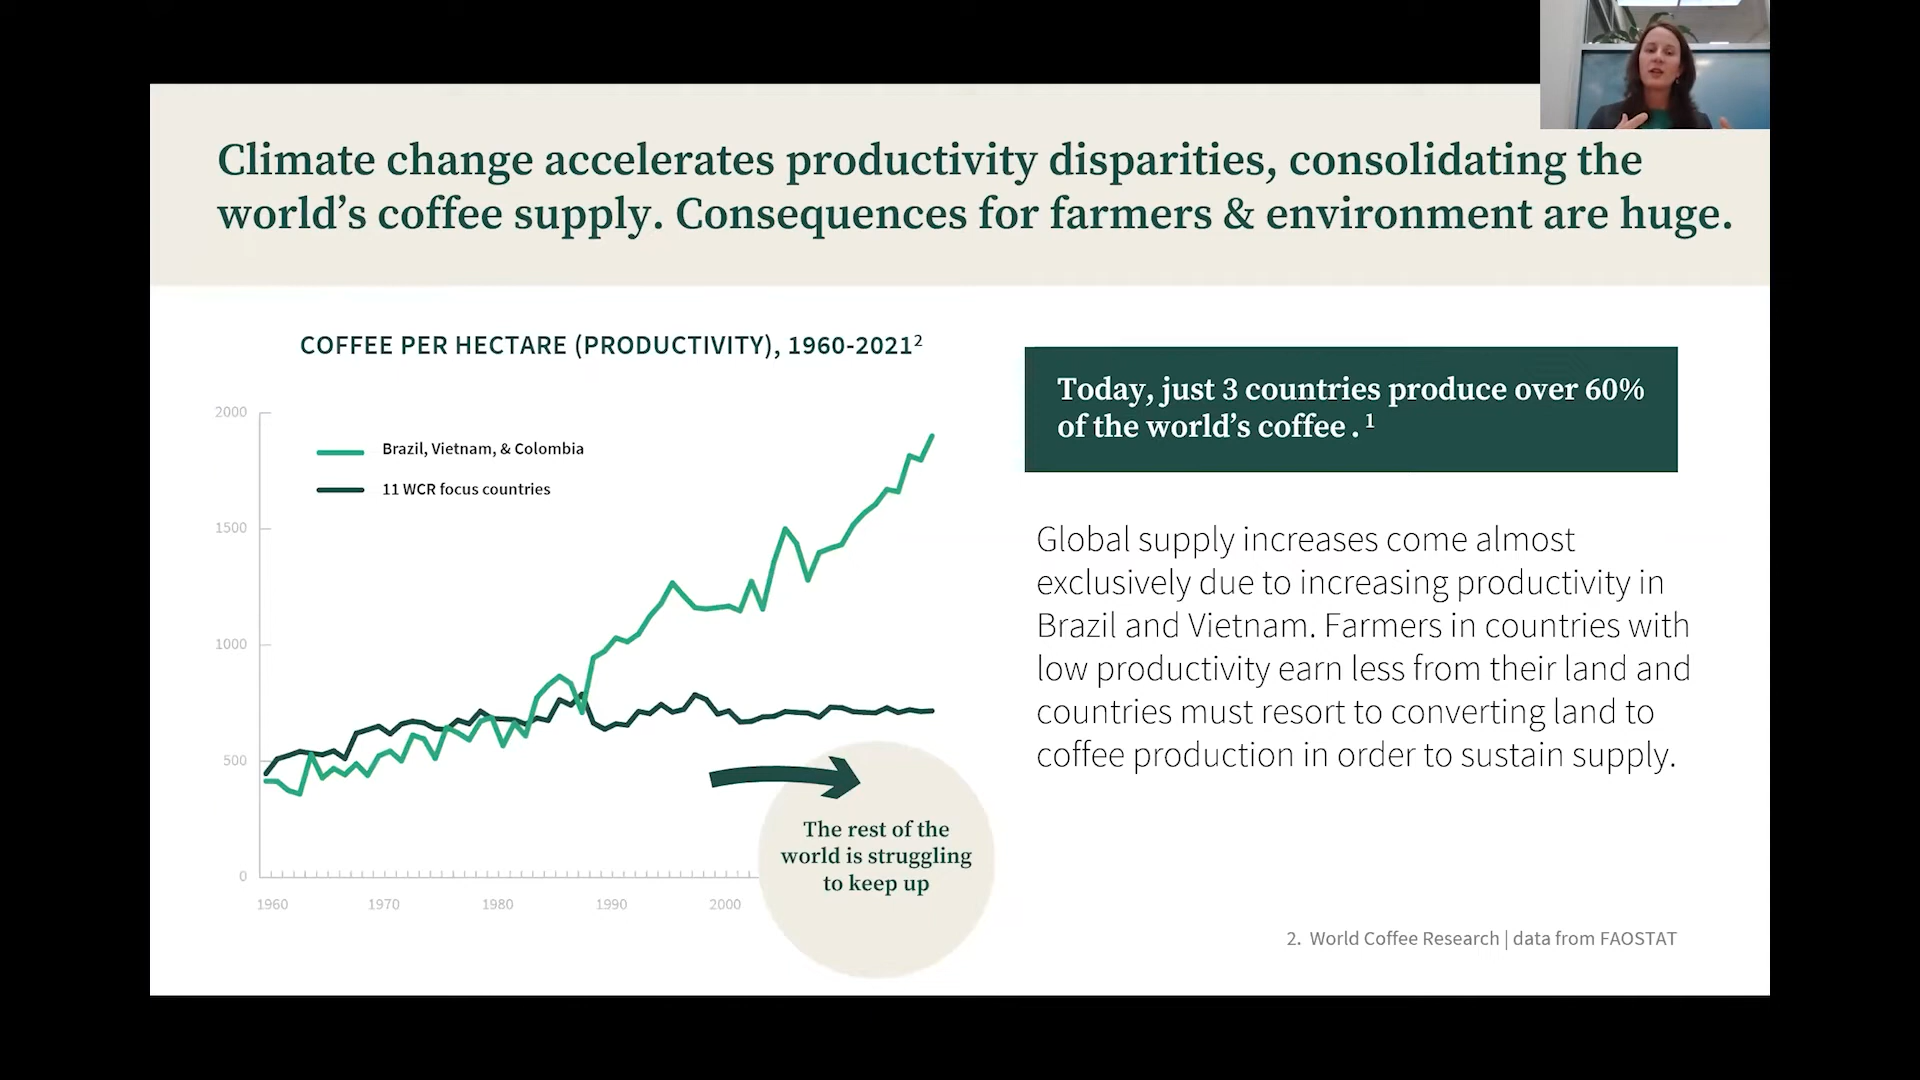 Climate change accelerates productivity disparities, consolidating the
world’s coffee supply. Consequences for farmers & environment are huge.
COFFEE PER HECTARE (PRODUCTIVITY), 1960-2021²
2000
1500
1000
500
0
Brazil, Vietnam, & Colombia
11 WCR focus countries
1960
1970
1980
1990
2000
The rest of the
world is struggling
to keep up
Today, just 3 countries produce over 60%
of the world’s coffee . ¹
Global supply increases come almost
exclusively due to increasing productivity in
Brazil and Vietnam. Farmers in countries with
low productivity earn less from their land and
countries must resort to converting land to
coffee production in order to sustain supply.
2. World Coffee Research | data from FAOSTAT